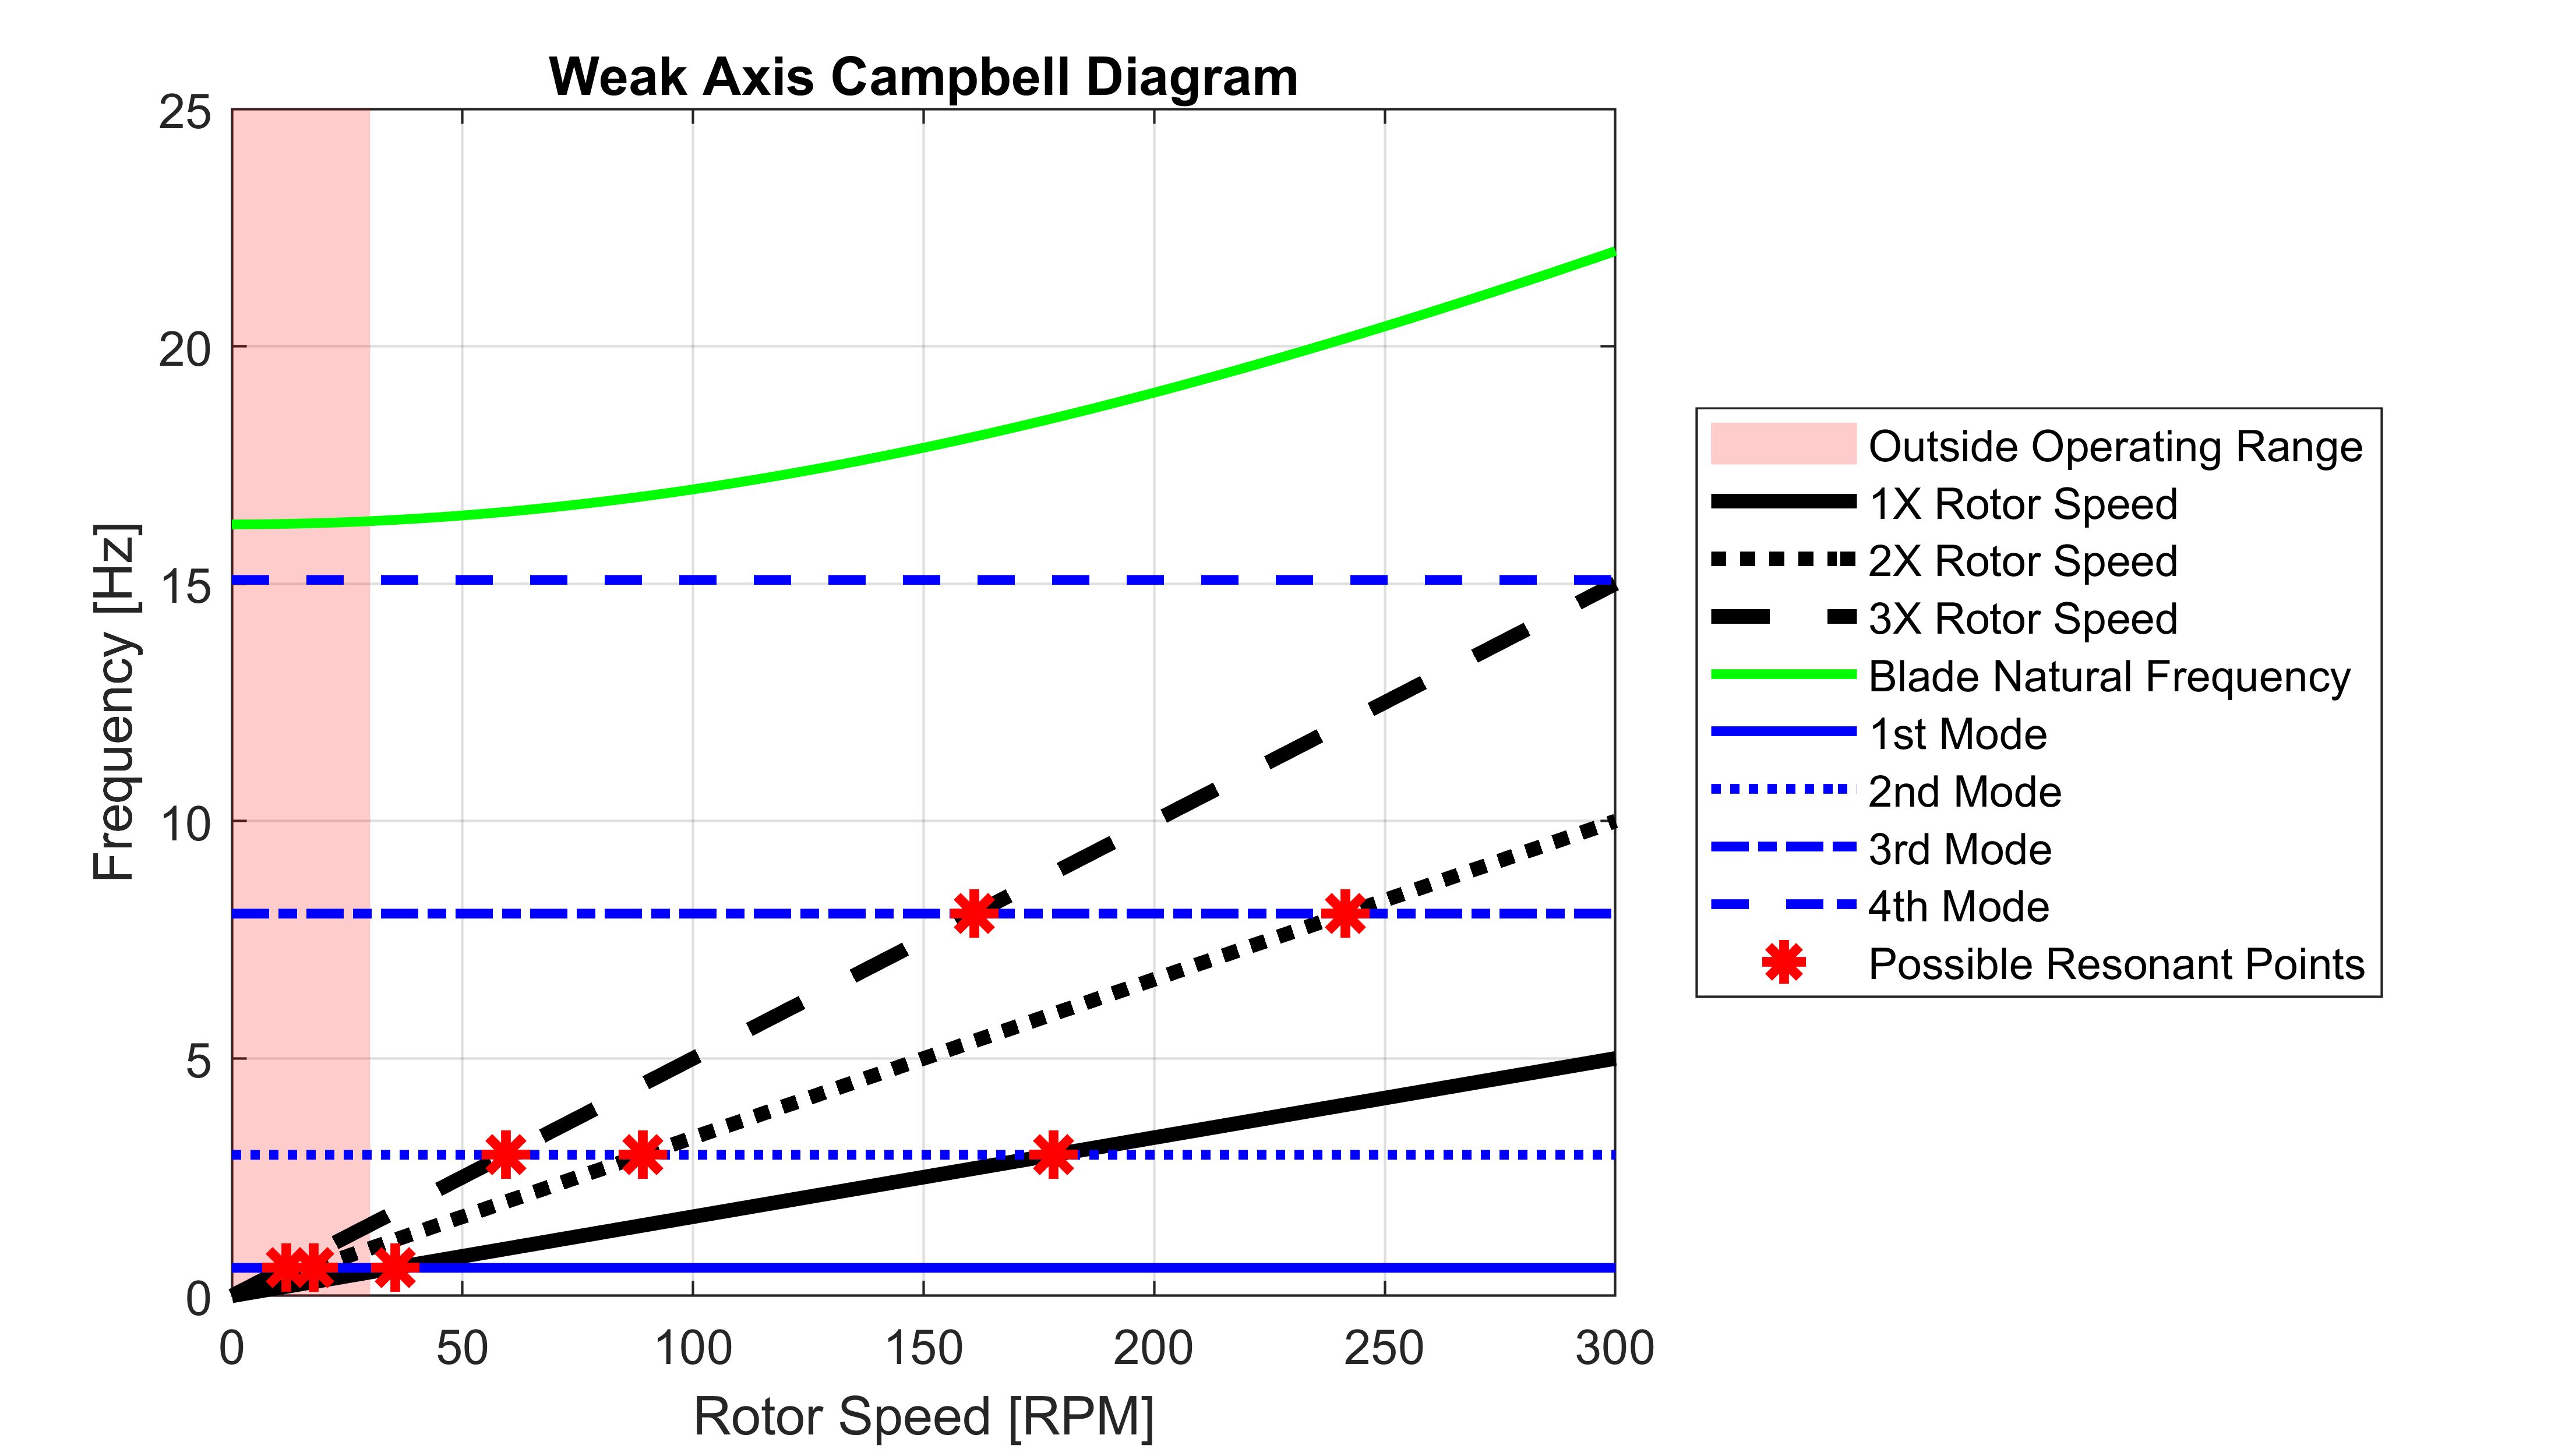 Weak Axis Campbell Diagram
25
20
15
10
5
0
Frequency [Hz]
0 50 100 150 200 250 300
Rotor Speed [RPM]
Outside Operating Range
1X Rotor Speed
2X Rotor Speed
3X Rotor Speed
Blade Natural Frequency
1st Mode
2nd Mode
3rd Mode
4th Mode
Possible Resonant Points